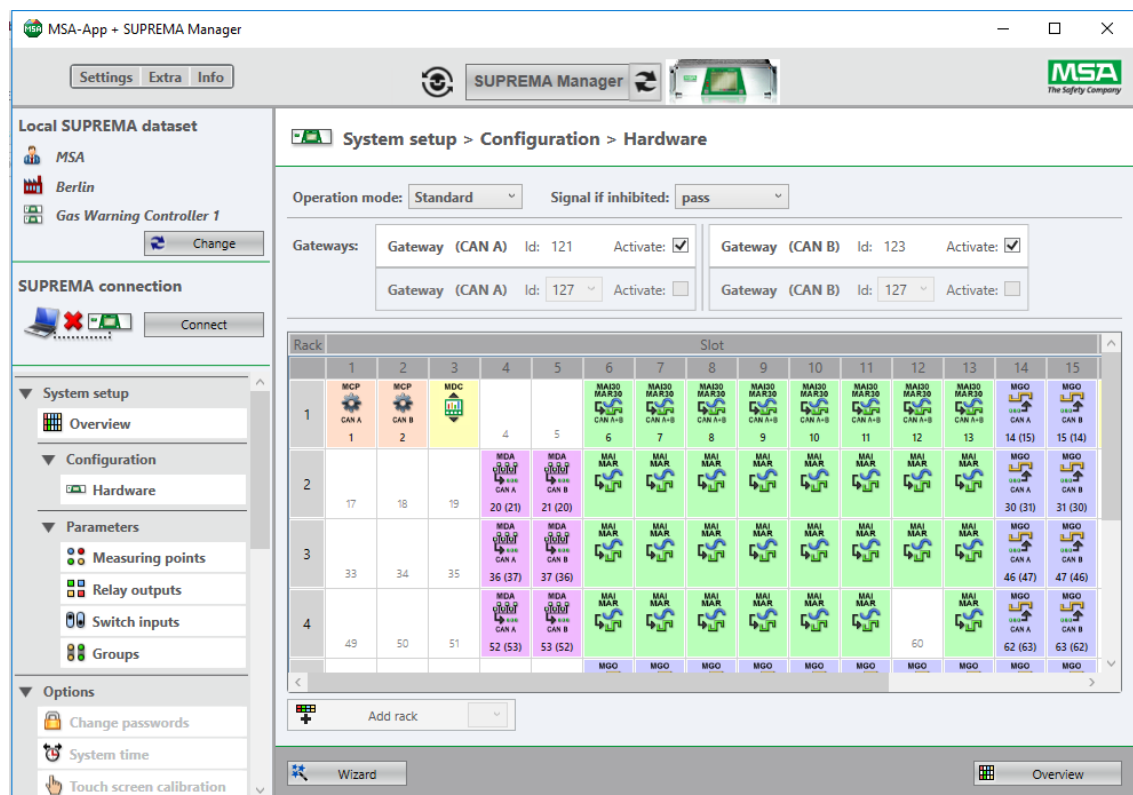 MSA-App + SUPREMA Manager
Settings Extra Info
SUPREMA Manager
MSA
The Safety Company
Local SUPREMA dataset
MSA
Berlin
Gas Warning Controller 1
Change
SUPREMA connection
Connect
System setup
Overview
Configuration
Hardware
Parameters
Measuring points
Relay outputs
Switch inputs
Groups
Options
Change passwords
System time
Touch screen calibration
System setup > Configuration > Hardware
Operation mode: Standard Signal if inhibited: pass
Gateways: Gateway (CAN A) Id: 121 Activate: Gateway (CAN B) Id: 123 Activate:
Gateway (CAN A) Id: 127 Activate: Gateway (CAN B) Id: 127 Activate:
Rack Slot
1 2 3 4 5 6 7 8 9 10 11 12 13 14 15
MCP MCP MDC MAI30 MAI30 MAI30 MAI30 MAI30 MAI30 MAI30 MAI30 MGO MGO
MAR30 MAR30 MAR30 MAR30 MAR30 MAR30 MAR30 MAR30
1
CAN A CAN B CAN A+B CAN A+B CAN A+B CAN A+B CAN A+B CAN A+B CAN A+B CAN A+B CAN A CAN B
1 2 4 5 6 7 8 9 10 11 12 13 14 (15) 15 (14)
MDA MDA MAI MAI MAI MAI MAI MAI MAI MAI MGO MGO
MAR MAR MAR MAR MAR MAR MAR MAR
2
CAN A CAN B CAN A CAN B
17 18 19 20 (21) 21 (20) 30 (31) 31 (30)
MDA MDA MAI MAI MAI MAI MAI MAI MAI MAI MGO MGO
MAR MAR MAR MAR MAR MAR MAR MAR
3
CAN A CAN B CAN A CAN B
33 34 35 36 (37) 37 (36) 46 (47) 47 (46)
MDA MDA MAI MAI MAI MAI MAI MAI MAI MGO MGO
MAR MAR MAR MAR MAR MAR MAR
4
CAN A CAN B CAN A CAN B
49 50 51 52 (53) 53 (52) 60 62 (63) 63 (62)
MGO MGO MGO MGO MGO MGO MGO MGO MGO MGO
Add rack
Wizard
Overview